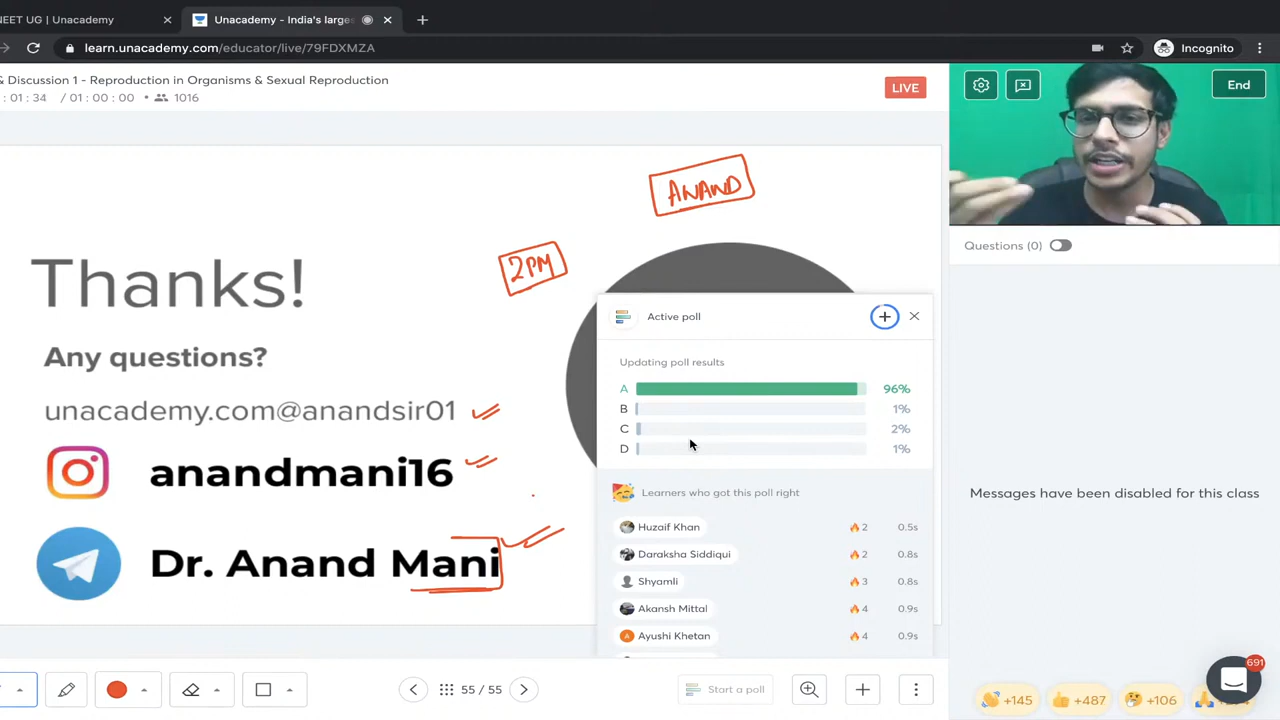 NEET UG | Unacademy
Unacademy - India's larges
learn.unacademy.com/educator/live/79FDXMZA
Incognito
& Discussion 1 - Reproduction in Organisms & Sexual Reproduction
: 01 : 34 / 01 : 00 : 00 • 1016
LIVE
End
ANAND
2PM
Thanks!
Any questions?
unacademy.com@anandsir01
anandmani16
Dr. Anand Mani
Active poll
Updating poll results
A 96%
B 1%
C 2%
D 1%
Learners who got this poll right
Huzaif Khan 2 0.5s
Daraksha Siddiqui 2 0.8s
Shyamli 3 0.8s
Akansh Mittal 4 0.9s
Ayushi Khetan 4 0.9s
A
Questions (0)
Messages have been disabled for this class
55 / 55
Start a poll
+145
+487
+106
691